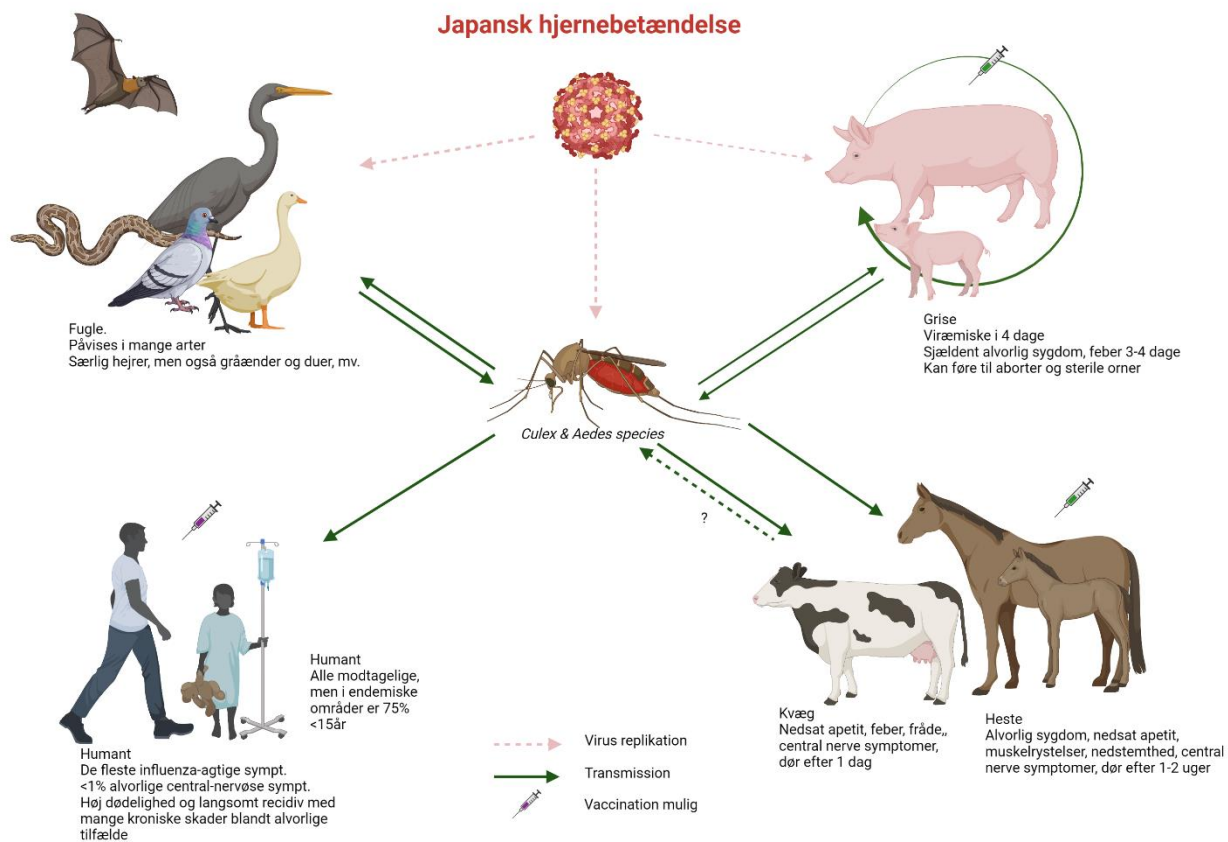 Japansk hjernebetændelse
Fugle.
Påvises i mange arter
Særlig hejrer, men også gråænder og duer, mv.
Grise
Viræmiske i 4 dage
Sjældent alvorlig sygdom, feber 3-4 dage
Kan føre til aborter og sterile orner
Culex & Aedes species
?
Humant
Alle modtagelige,
men i endemiske
områder er 75%
<15år
Humant
De fleste influenza-agtige sympt.
<1% alvorlige central-nervøse sympt.
Høj dødelighed og langsomt recidiv med
mange kroniske skader blandt alvorlige
tilfælde
Kvæg
Nedsat apetit, feber, fråde,,
central nerve symptomer,
dør efter 1 dag
Heste
Alvorlig sygdom, nedsat apetit,
muskelrystelser, nedstemthed, central
nerve symptomer, dør efter 1-2 uger
Virus replikation
Transmission
Vaccination mulig